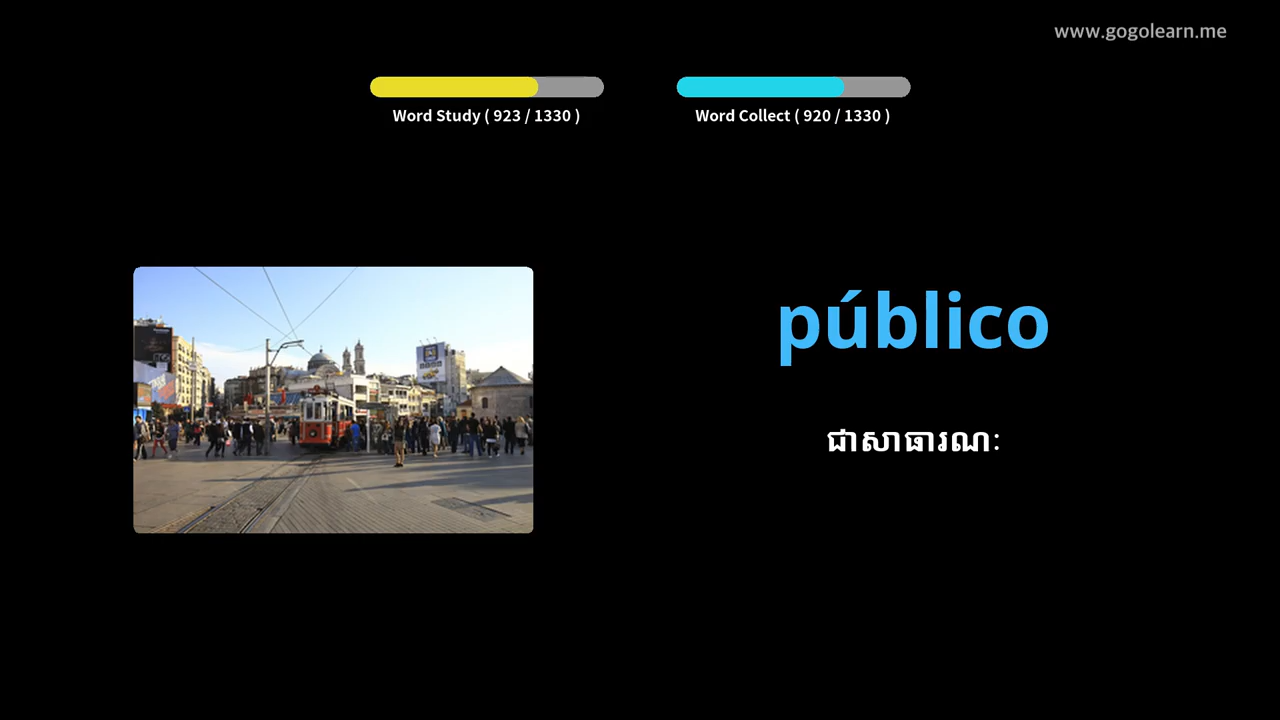 www.gogolearn.me
Word Study ( 923 / 1330 )
Word Collect ( 920 / 1330 )
público
ជាសាធារណៈ